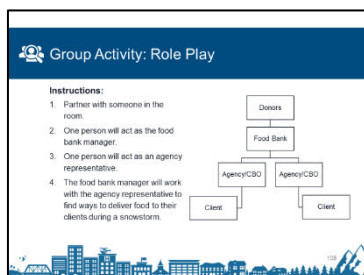 Group Activity: Role Play
Instructions:
1. Partner with someone in the
room.
2. One person will act as the food
bank manager.
3. One person will act as an agency
representative.
4. The food bank manager will work
with the agency representative to
find ways to deliver food to their
clients during a snowstorm.
Donors
Food Bank
Agency/CBO
Agency/CBO
Client
Client